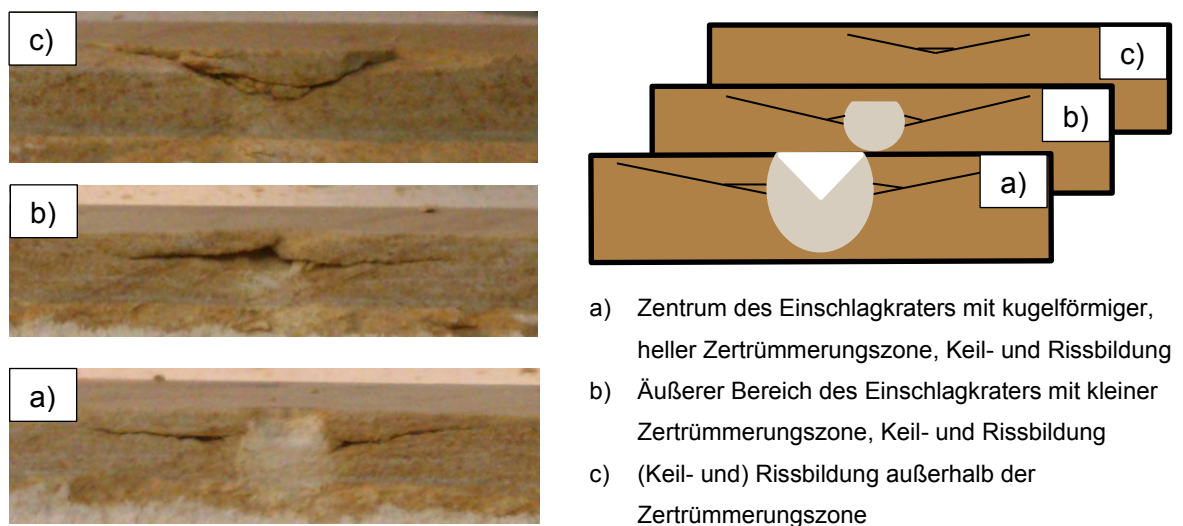 c)
b)
a)
c)
b)
a)
a) Zentrum des Einschlagkraters mit kugelförmiger,
heller Zertrümmerungszone, Keil- und Rissbildung
b) Äußerer Bereich des Einschlagkraters mit kleiner
Zertrümmerungszone, Keil- und Rissbildung
c) (Keil- und) Rissbildung außerhalb der
Zertrümmerungszone